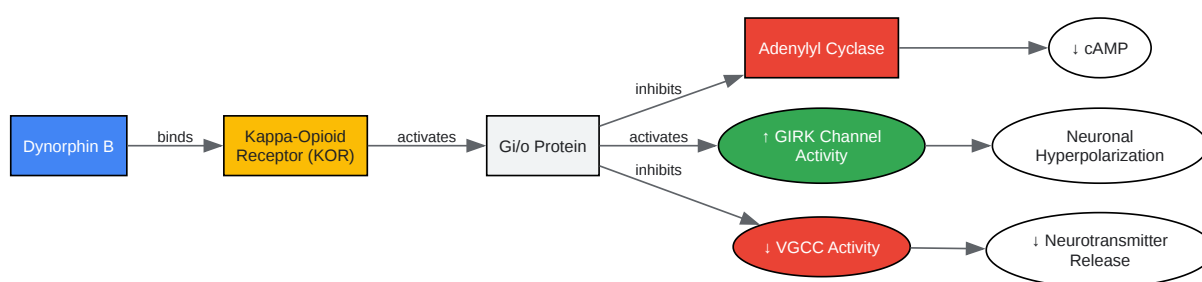 Dynorphin B
binds
Kappa-Opioid
Receptor (KOR)
activates
Gi/o Protein
inhibits
Adenylyl Cyclase
↓ cAMP
activates
↑ GIRK Channel
Activity
Neuronal
Hyperpolarization
inhibits
↓ VGCC Activity
↓ Neurotransmitter
Release